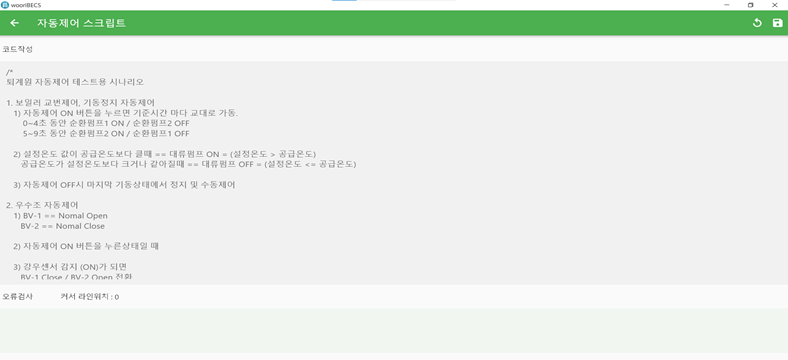 wooriBECS
자동제어 스크립트
코드작성
/*
퇴계원 자동제어 테스트용 시나리오
1. 보일러 교번제어, 기동정지 자동제어
1) 자동제어 ON 버튼을 누르면 기준시간 마다 교대로 가동.
0~4초 동안 순환펌프1 ON / 순환펌프2 OFF
5~9초 동안 순환펌프2 ON / 순환펌프1 OFF
2) 설정온도 값이 공급온도보다 클때 == 대류펌프 ON = (설정온도 > 공급온도)
공급온도가 설정온도보다 크거나 같아질때 == 대류펌프 OFF = (설정온도 <= 공급온도)
3) 자동제어 OFF시 마지막 기동상태에서 정지 및 수동제어
2. 우수조 자동제어
1) BV-1 == Nomal Open
BV-2 == Nomal Close
2) 자동제어 ON 버튼을 누른상태일 때
3) 강우센서 감지 (ON)가 되면
BV-1 Close / BV-2 Open 전환
오류검사 커서 라인위치 : 0